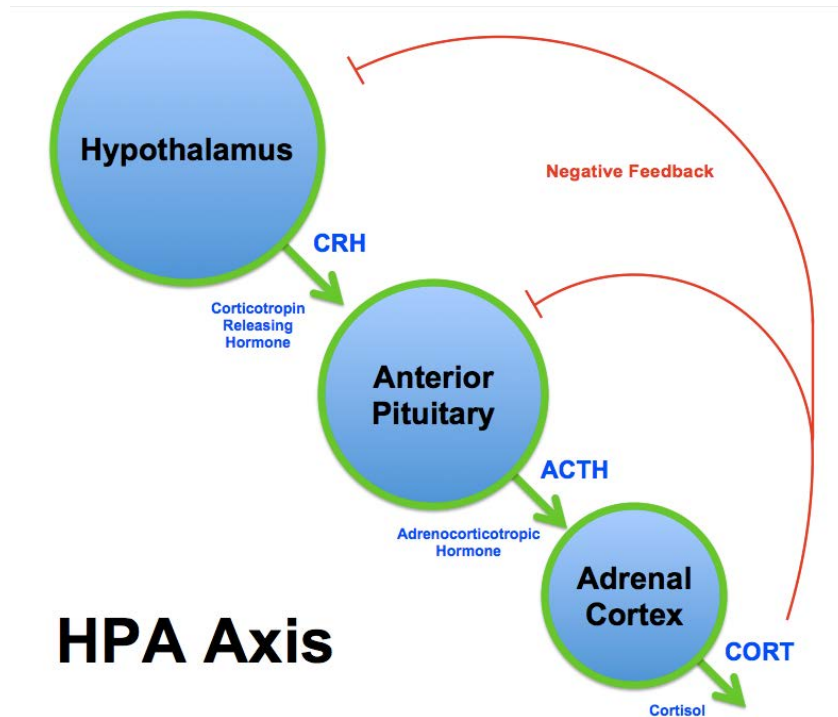 Hypothalamus
Negative Feedback
CRH
Corticotropin
Releasing
Hormone
Anterior
Pituitary
ACTH
Adrenocorticotropic
Hormone
Adrenal
Cortex
HPA Axis
CORT
Cortisol